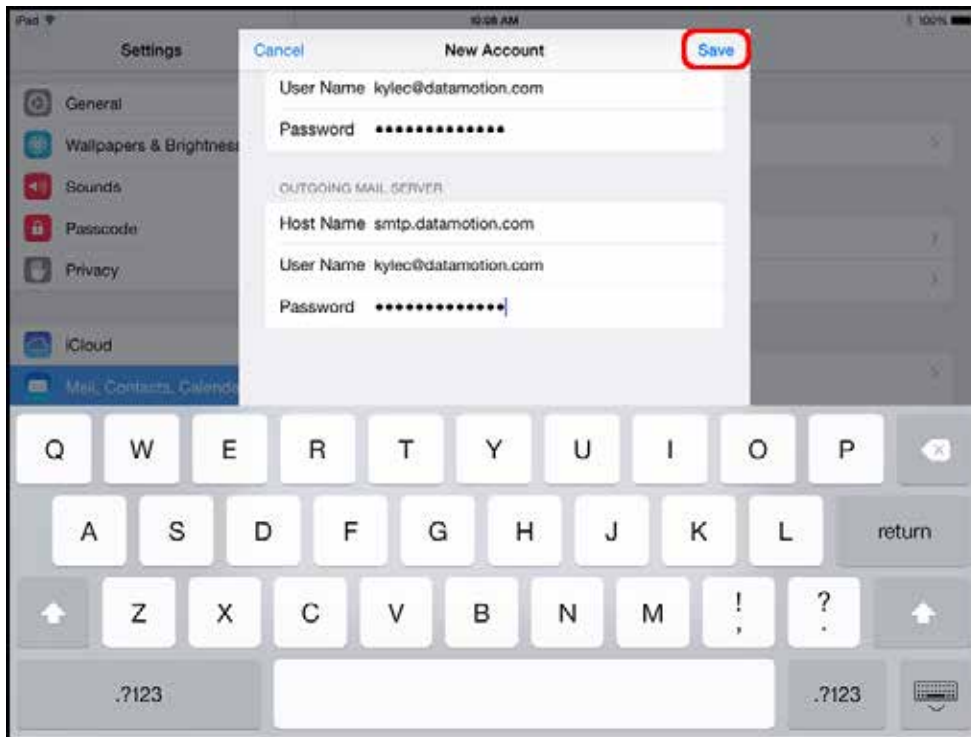 iPad 10:08 AM 100%
Settings Cancel New Account Save
User Name kylec@datamotion.com
General
Password ●●●●●●●●●●●●●
Wallpapers & Brightness
Sounds OUTGOING MAIL SERVER
Passcode Host Name smtp.datamotion.com
Privacy User Name kylec@datamotion.com
Password ●●●●●●●●●●●●●
iCloud
Mail, Contacts, Calenda
Q W E R T Y U I O P
A S D F G H J K L return
Z X C V B N M ! , ? .
.?123 .?123